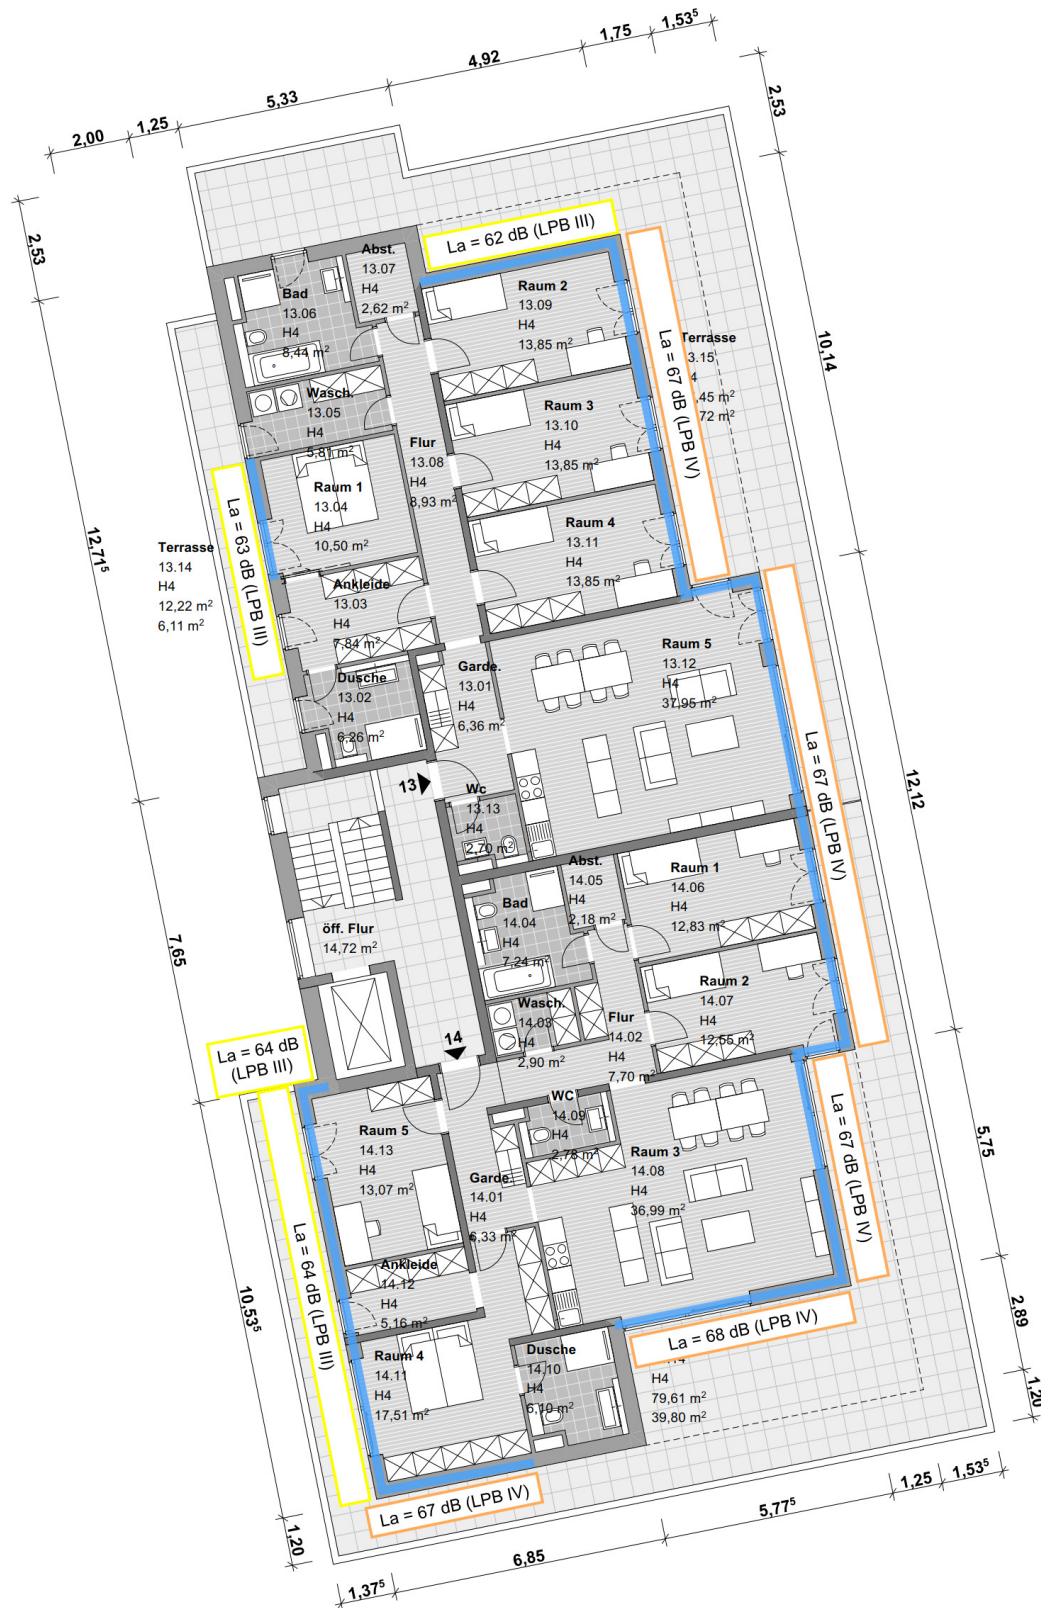 2,00
1,25
5,33
4,92
1,75
1,53⁵
2,53
2,53
La = 62 dB (LPB III)
Abst.
13.07
H4
2,62 m²
Bad
13.06
H4
8,44 m²
Raum 2
13.09
H4
13,85 m²
La = 67 dB (LPB IV)
Terrasse
3.15
4
,45 m²
,72 m²
10,14
Wasch.
13.05
H4
5,81 m²
Raum 3
13.10
H4
13,85 m²
Flur
13.08
H4
8,93 m²
Raum 1
13.04
H4
10,50 m²
La = 63 dB (LPB III)
12,71⁵
Terrasse
13.14
H4
12,22 m²
6,11 m²
Raum 4
13.11
H4
13,85 m²
Ankleide
13.03
H4
7,84 m²
Raum 5
13.12
H4
37,95 m²
Garde.
13.01
H4
6,36 m²
Dusche
13.02
H4
6,26 m²
La = 67 dB (LPB IV)
12,12
13
Wc
13.13
H4
2,70 m²
Abst.
14.05
H4
2,18 m²
Raum 1
14.06
H4
12,83 m²
Bad
14.04
H4
7,24 m²
öff. Flur
14,72 m²
7,65
Raum 2
14.07
H4
12,55 m²
Wasch.
14.03
H4
2,90 m²
Flur
14.02
H4
7,70 m²
14
La = 64 dB
(LPB III)
WC
14.09
H4
2,78 m²
La = 67 dB (LPB IV)
5,75
Raum 5
14.13
H4
13,07 m²
Raum 3
14.08
H4
36,99 m²
Garde.
14.01
H4
6,33 m²
La = 64 dB (LPB III)
10,53⁵
Ankleide
14.12
H4
5,16 m²
Raum 4
14.11
H4
17,51 m²
Dusche
14.10
H4
6,10 m²
La = 68 dB (LPB IV)
H4
79,61 m²
39,80 m²
2,89
1,20
La = 67 dB (LPB IV)
1,20
1,37⁵
6,85
5,77⁵
1,25
1,53⁵